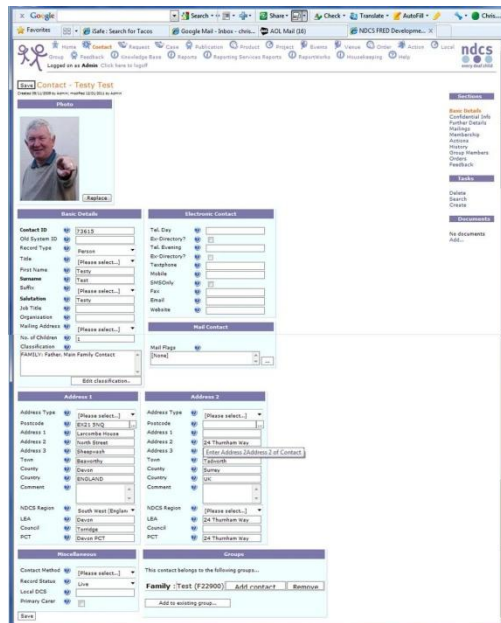 x Google Search Share Check Translate AutoFill Chris...
Favorites iGafe : Search for Tacos Google Mail - Inbox - chris... AOL Mail (16) NDCS FRED Developme... X
Home Contact Request Case Publication Product Project Events Venue Order Action Local
Group Feedback Knowledge Base Reports Reporting Services Reports ReportWorks Housekeeping Help
Logged on as Admin Click here to logoff
ndcs
every deaf child
Save Contact - Testy Test
Photo
Replace
Sections
Basic Details
Confidential Info
Further Details
Mailings
Membership
Actions
History
Group Members
Orders
Feedback
Tasks
Delete
Search
Create
Documents
No documents
Add...
Basic Details
Contact ID 73615
Old System ID
Record Type Person
Title [Please select...]
First Name Testy
Surname Test
Suffix [Please select...]
Salutation Testy
Job Title
Organisation
Mailing Address [Please select...]
No. of Children 1
Classification
FAMILY: Father, Main Family Contact
Edit classification..
Electronic Contact
Tel. Day
Ex-Directory?
Tel. Evening
Ex-Directory?
Textphone
Mobile
SMSOnly
Fax
Email
Website
Mail Contact
Mail Flags
[None]
...
Address 1
Address Type [Please select...]
Postcode EX21 5NQ ...
Address 1 Larcombe House
Address 2 North Street
Address 3 Sheepwash
Town Beaworthy
County Devon
Country ENGLAND
Comment
NDCS Region South West (Englan
LEA Devon
Council Torridge
PCT Devon PCT
Address 2
Address Type [Please select...]
Postcode ...
Address 1
Address 2 24 Thurnham Way
Address 3 Enter Address 2Address 2 of Contact
Town Tadworth
County Surrey
Country UK
Comment
NDCS Region [Please select...]
LEA 24 Thurnham Way
Council 24 Thurnham Way
PCT 24 Thurnham Way
Miscellaneous
Contact Method [Please select...]
Record Status Live
Local DCS
Primary Carer
Groups
This contact belongs to the following groups...
Family :Test (F22900) Add contact Remove
Add to existing group...
Save